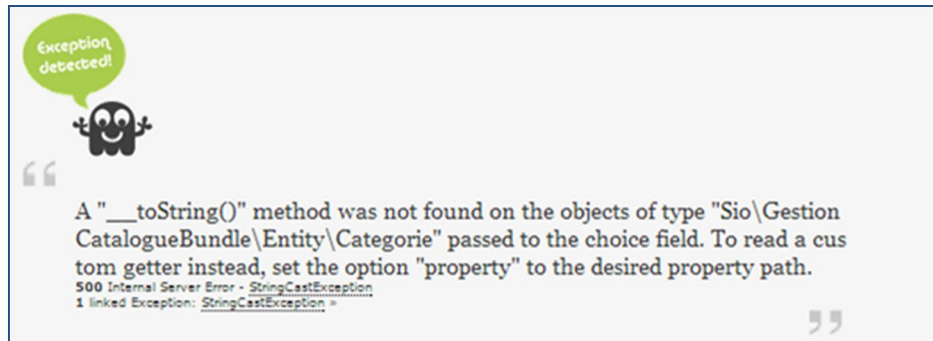 Exception
detected!
A "__toString()" method was not found on the objects of type "Sio\Gestion
CatalogueBundle\Entity\Categorie" passed to the choice field. To read a cus
tom getter instead, set the option "property" to the desired property path.
500 Internal Server Error - StringCastException
1 linked Exception: StringCastException »